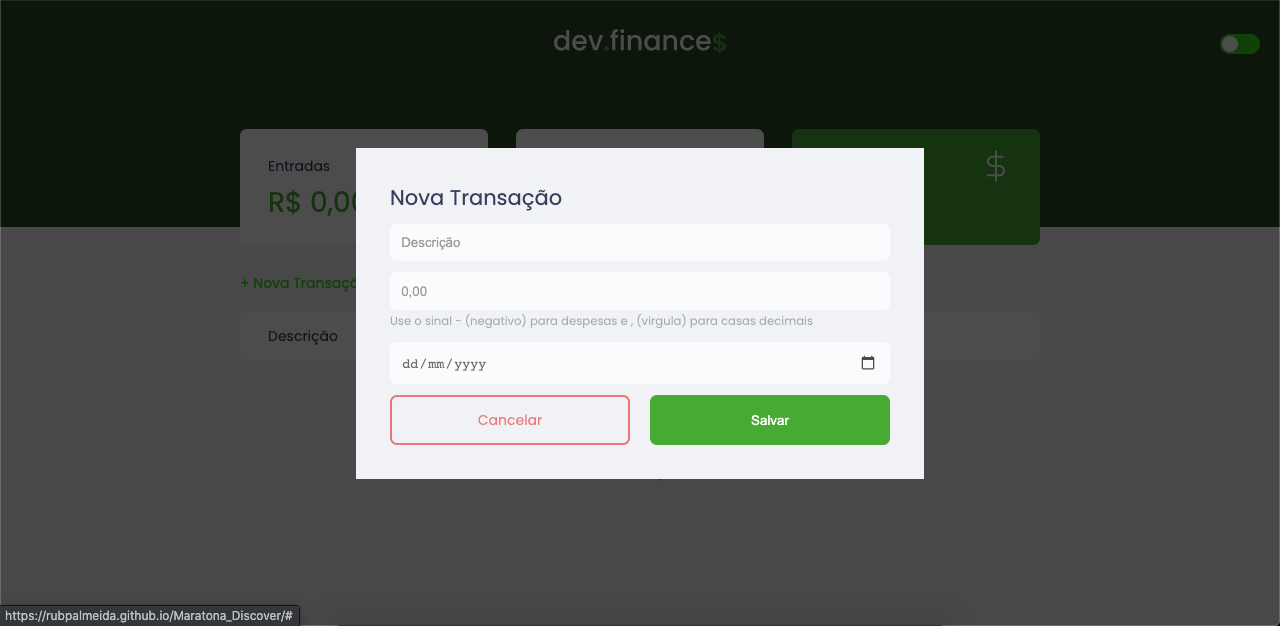 dev.finance$
Entradas
R$ 0,00
+ Nova Transaçã
Descrição
Nova Transação
Descrição
0,00
Use o sinal - (negativo) para despesas e , (virgula) para casas decimais
dd/mm/yyyy
Cancelar
Salvar
https://rubpalmeida.github.io/Maratona_Discover/#